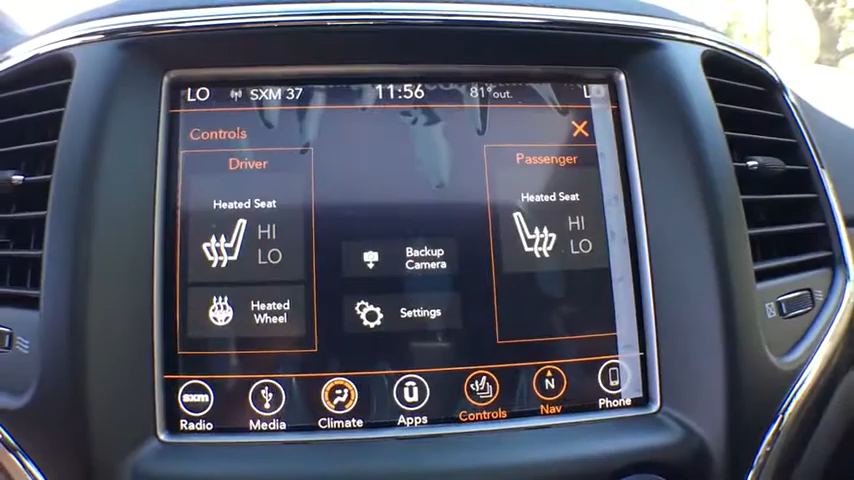 LO SXM 37 11:56 81° out. LO
Controls
Driver
Passenger
Heated Seat
HI
LO
Heated Seat
HI
LO
Backup
Camera
Heated
Wheel
Settings
sxm
Radio
Media
Climate
ū
Apps
Controls
N
Nav
Phone